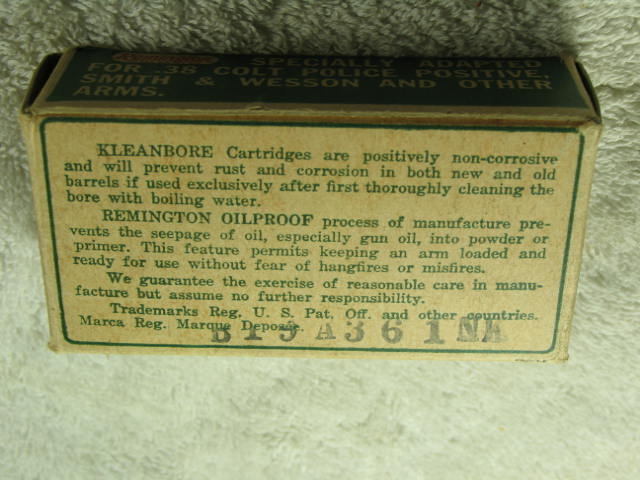 Remington
SPECIALLY ADAPTED
FOR .38 COLT POLICE POSITIVE,
SMITH & WESSON AND OTHER
ARMS.
KLEANBORE Cartridges are positively non-corrosive
and will prevent rust and corrosion in both new and old
barrels if used exclusively after first thoroughly cleaning the
bore with boiling water.
REMINGTON OILPROOF process of manufacture pre-
vents the seepage of oil, especially gun oil, into powder or
primer. This feature permits keeping an arm loaded and
ready for use without fear of hangfires or misfires.
We guarantee the exercise of reasonable care in manu-
facture but assume no further responsibility.
Trademarks Reg. U. S. Pat. Off. and other countries.
Marca Reg. Marque Deposée.
B19A361